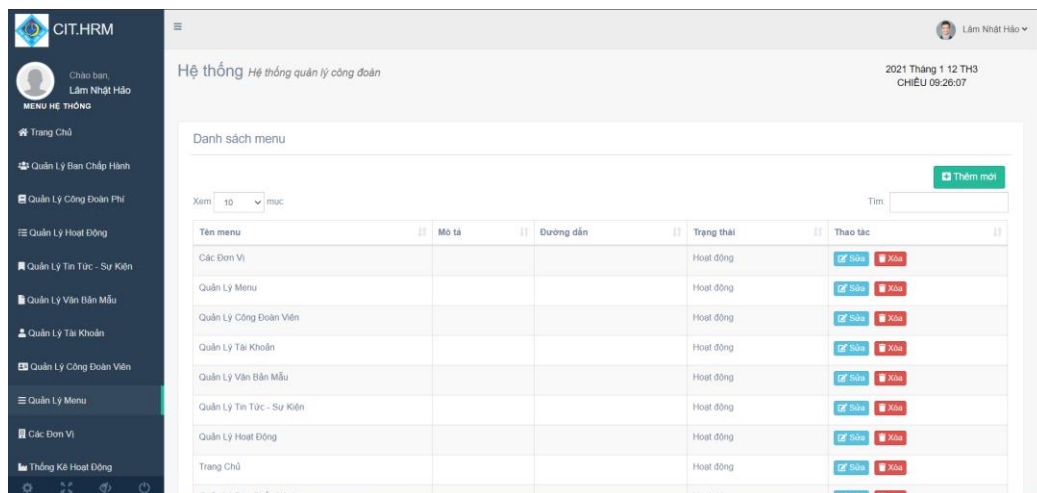 CIT.HRM
Lâm Nhật Hảo
Chào bạn,
Lâm Nhật Hảo
MENU HỆ THỐNG
Trang Chủ
Quản Lý Ban Chấp Hành
Quản Lý Công Đoàn Phí
Quản Lý Hoạt Động
Quản Lý Tin Tức - Sự Kiện
Quản Lý Văn Bản Mẫu
Quản Lý Tài Khoản
Quản Lý Công Đoàn Viên
Quản Lý Menu
Các Đơn Vị
Thống Kê Hoạt Động
Hệ thống Hệ thống quản lý công đoàn
2021 Tháng 1 12 TH3
CHIỀU 09:26:07
Danh sách menu
Thêm mới
Xem 10 mục
Tìm
Tên menu Mô tả Đường dẫn Trạng thái Thao tác
Các Đơn Vị Hoạt động Sửa Xóa
Quản Lý Menu Hoạt động Sửa Xóa
Quản Lý Công Đoàn Viên Hoạt động Sửa Xóa
Quản Lý Tài Khoản Hoạt động Sửa Xóa
Quản Lý Văn Bản Mẫu Hoạt động Sửa Xóa
Quản Lý Tin Tức - Sự Kiện Hoạt động Sửa Xóa
Quản Lý Hoạt Động Hoạt động Sửa Xóa
Trang Chủ Hoạt động Sửa Xóa